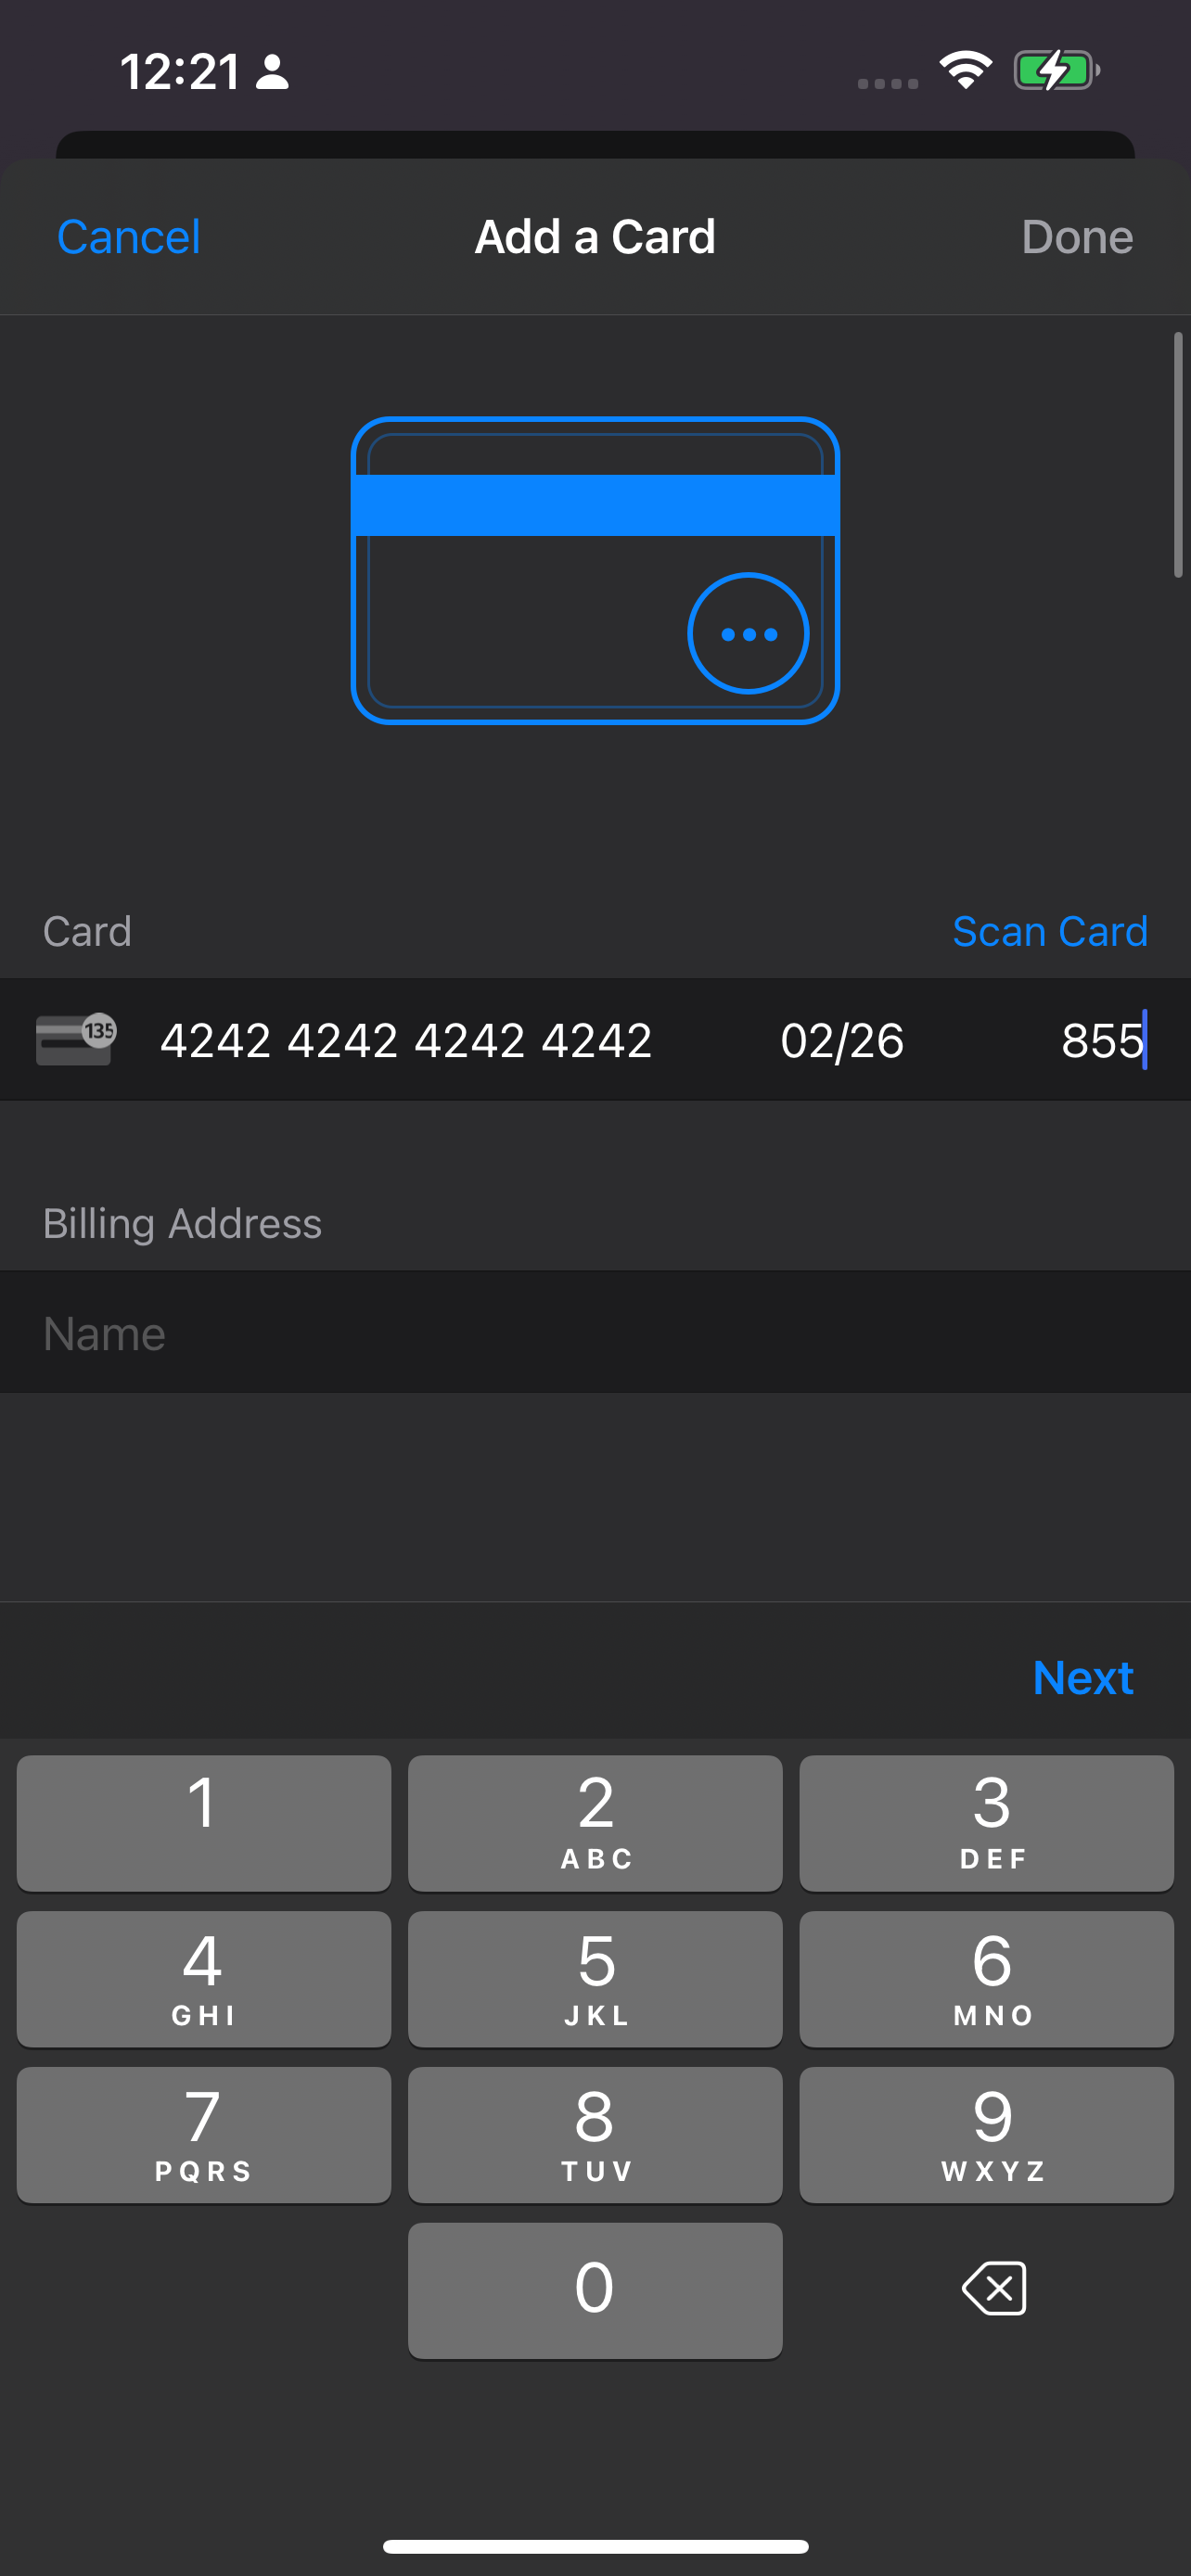 12:21
Cancel Add a Card Done
Card Scan Card
135 4242 4242 4242 4242 02/26 855
Billing Address
Name
Next
1 2 3
ABC DEF
4 5 6
GHI JKL MNO
7 8 9
PQRS TUV WXYZ
0